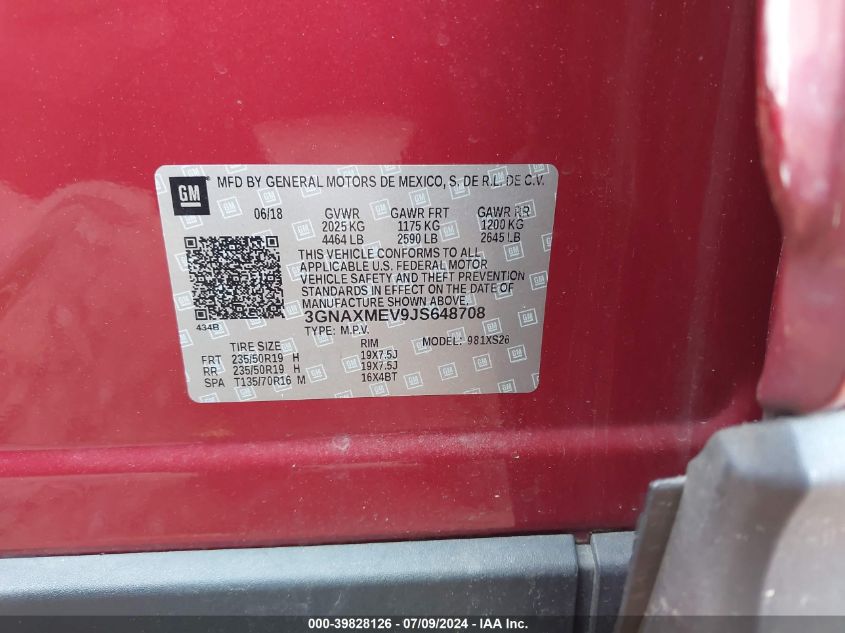 GM MFD BY GENERAL MOTORS DE MEXICO, S. DE R.L. DE C.V.
06/18 GVWR GAWR FRT GAWR RR
2025 KG 1175 KG 1200 KG
4464 LB 2590 LB 2645 LB
THIS VEHICLE CONFORMS TO ALL
APPLICABLE U.S. FEDERAL MOTOR
VEHICLE SAFETY AND THEFT PREVENTION
STANDARDS IN EFFECT ON THE DATE OF
MANUFACTURE SHOWN ABOVE.
3GNAXMEV9JS648708
434B
TYPE: M.P.V. MODEL: 981XS26
TIRE SIZE RIM
FRT 235/50R19 H 19X7.5J
RR 235/50R19 H 19X7.5J
SPA T135/70R16 M 16X4BT
000-39828126 - 07/09/2024 - IAA Inc.